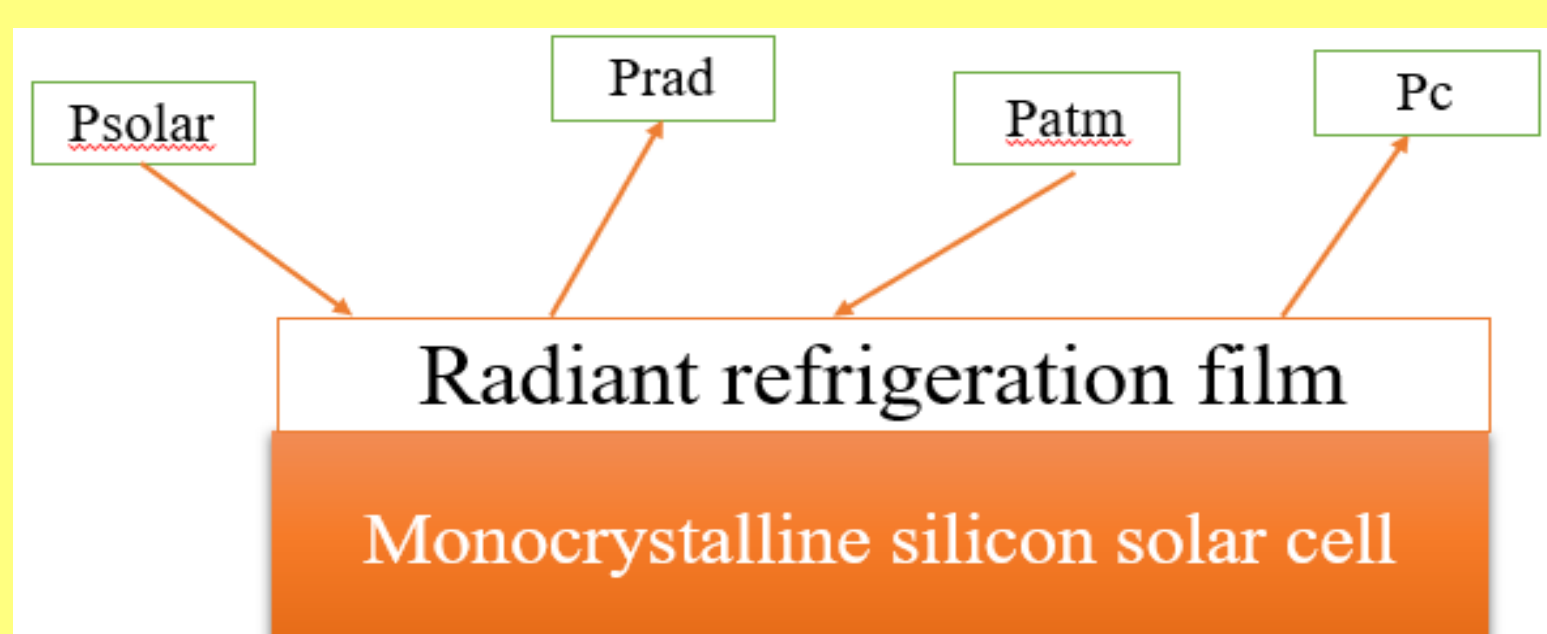 Psolar
Prad
Patm
Pc
Radiant refrigeration film
Monocrystalline silicon solar cell